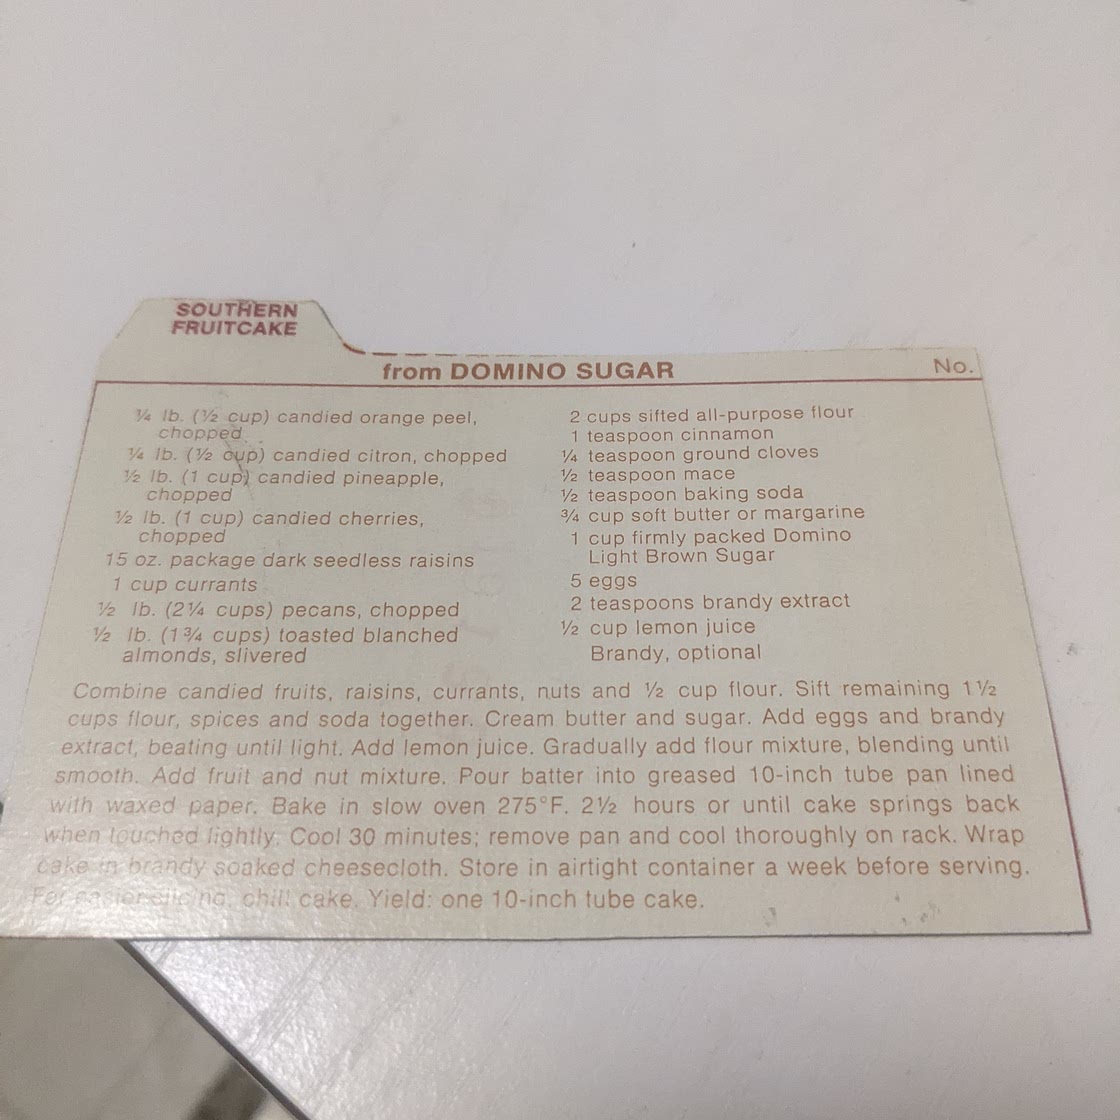 SOUTHERN
FRUITCAKE
from DOMINO SUGAR
No.
¼ lb. (½ cup) candied orange peel,
chopped
¼ lb. (½ cup) candied citron, chopped
½ lb. (1 cup) candied pineapple,
chopped
½ lb. (1 cup) candied cherries,
chopped
15 oz. package dark seedless raisins
1 cup currants
½ lb. (2¼ cups) pecans, chopped
½ lb. (1¾ cups) toasted blanched
almonds, slivered
2 cups sifted all-purpose flour
1 teaspoon cinnamon
¼ teaspoon ground cloves
½ teaspoon mace
½ teaspoon baking soda
¾ cup soft butter or margarine
1 cup firmly packed Domino
Light Brown Sugar
5 eggs
2 teaspoons brandy extract
½ cup lemon juice
Brandy, optional
Combine candied fruits, raisins, currants, nuts and ½ cup flour. Sift remaining 1½
cups flour, spices and soda together. Cream butter and sugar. Add eggs and brandy
extract, beating until light. Add lemon juice. Gradually add flour mixture, blending until
smooth. Add fruit and nut mixture. Pour batter into greased 10-inch tube pan lined
with waxed paper. Bake in slow oven 275°F. 2½ hours or until cake springs back
when touched lightly. Cool 30 minutes; remove pan and cool thoroughly on rack. Wrap
cake in brandy soaked cheesecloth. Store in airtight container a week before serving.
For easier slicing, chill cake. Yield: one 10-inch tube cake.